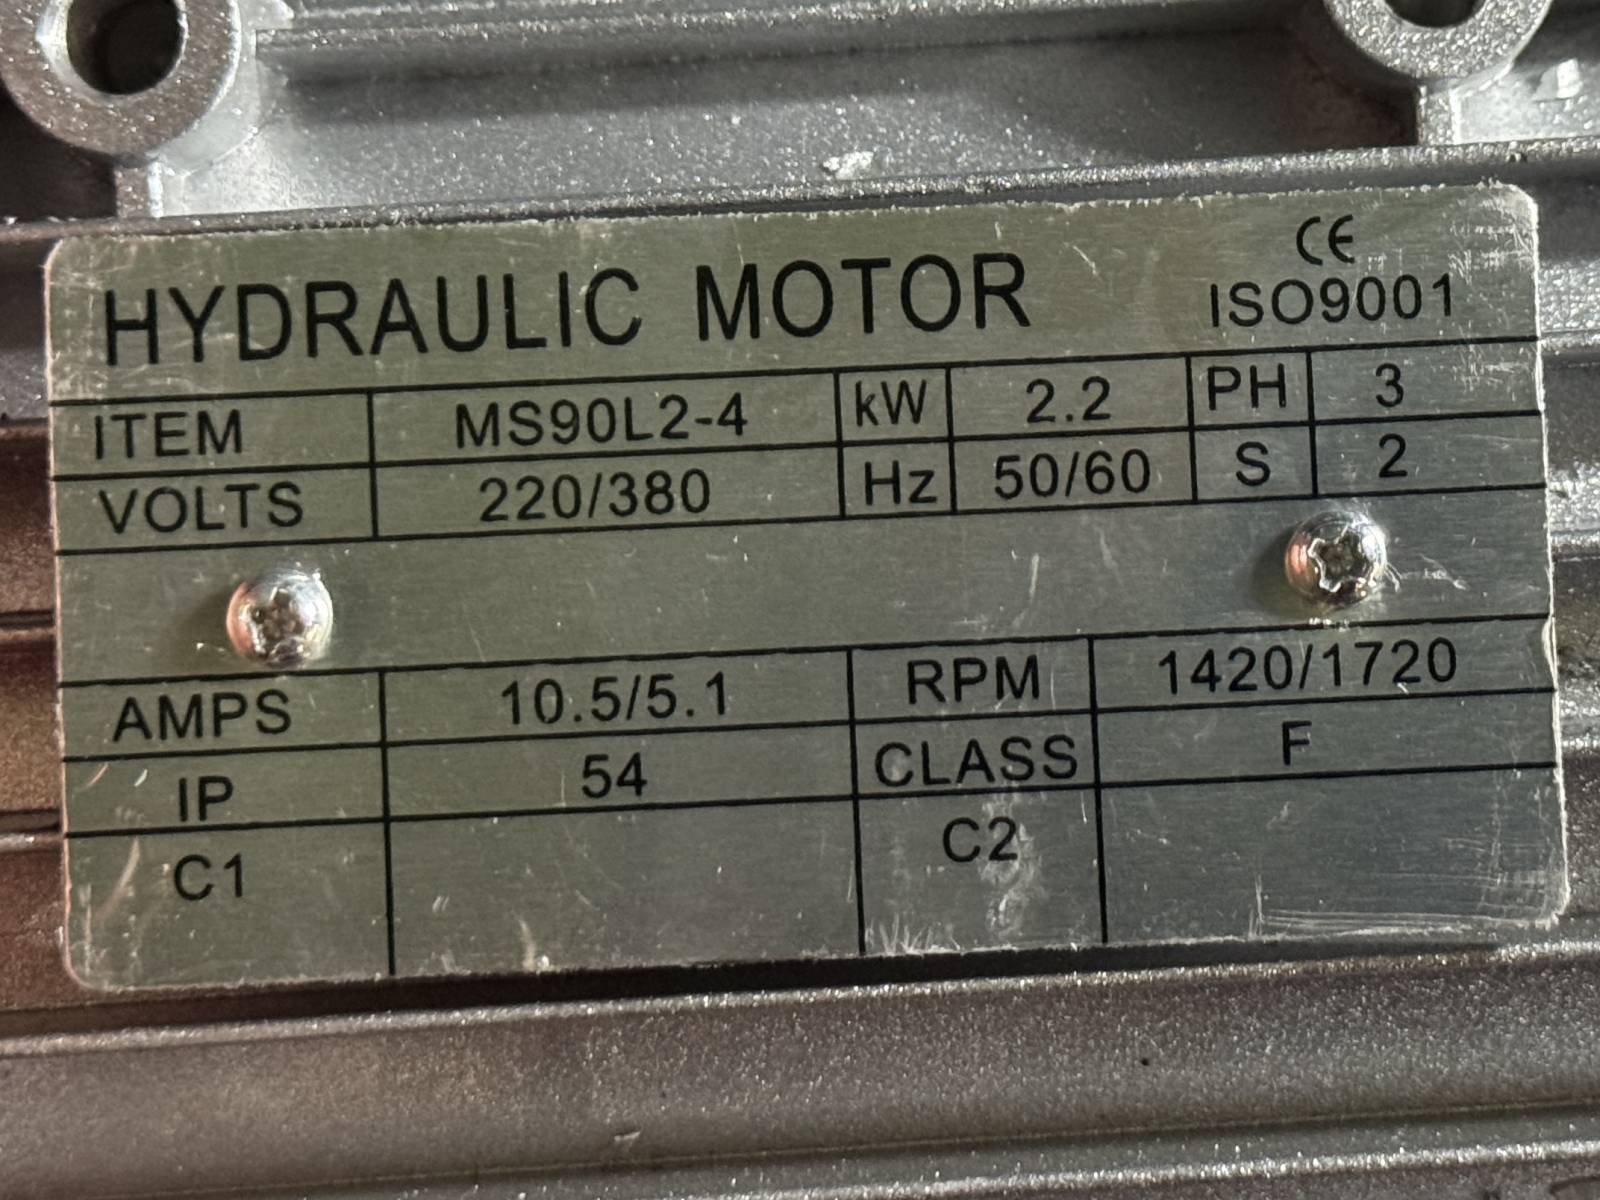 CE
HYDRAULIC MOTOR ISO9001
ITEM MS90L2-4 kW 2.2 PH 3
VOLTS 220/380 Hz 50/60 S 2
AMPS 10.5/5.1 RPM 1420/1720
IP 54 CLASS F
C1 C2